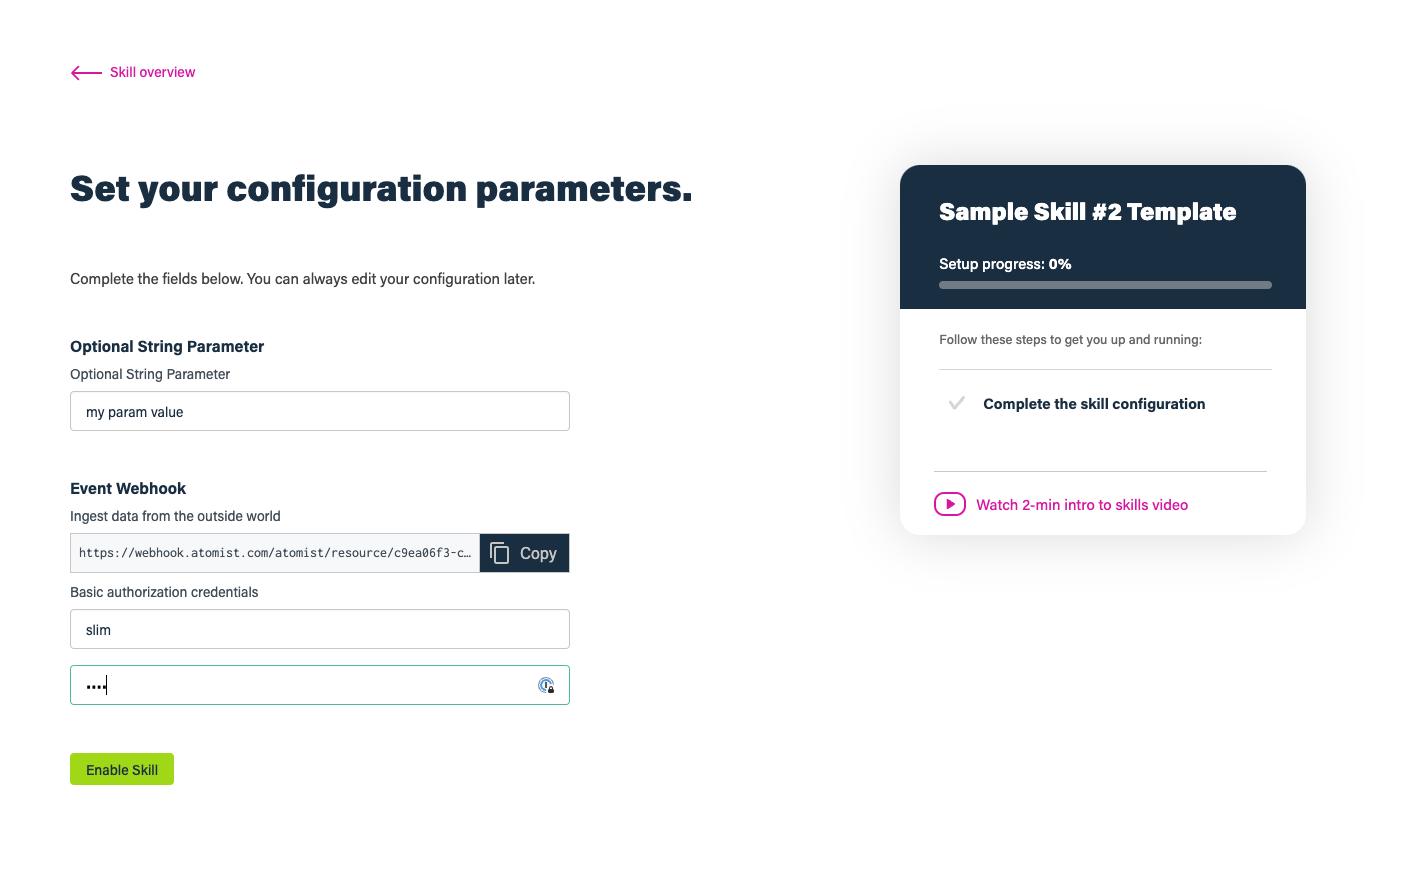 Skill overview
Set your configuration parameters.
Complete the fields below. You can always edit your configuration later.
Optional String Parameter
Optional String Parameter
my param value
Event Webhook
Ingest data from the outside world
https://webhook.atomist.com/atomist/resource/c9ea06f3-c…
Copy
Basic authorization credentials
slim
••••
Enable Skill
Sample Skill #2 Template
Setup progress: 0%
Follow these steps to get you up and running:
Complete the skill configuration
Watch 2-min intro to skills video